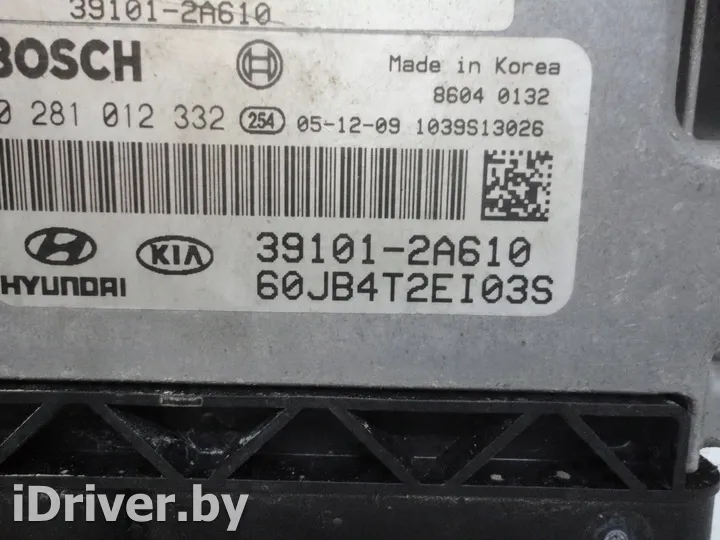 39101-2A610
BOSCH
Made in Korea
8604 0132
0 281 012 332 254 05-12-09 1039S13026
HYUNDAI KIA 39101-2A610
60JB4T2EI03S
iDriver.by